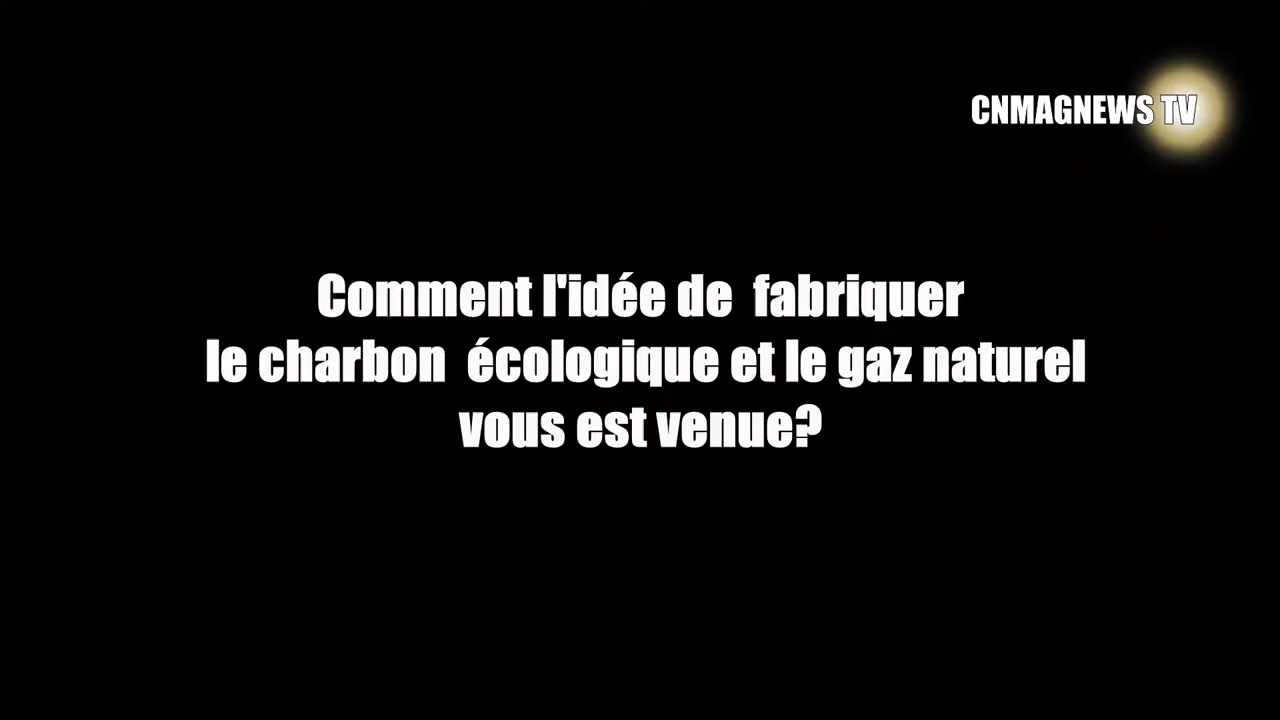 CNMAGNEWS TV
Comment l'idée de fabriquer
le charbon écologique et le gaz naturel
vous est venue?